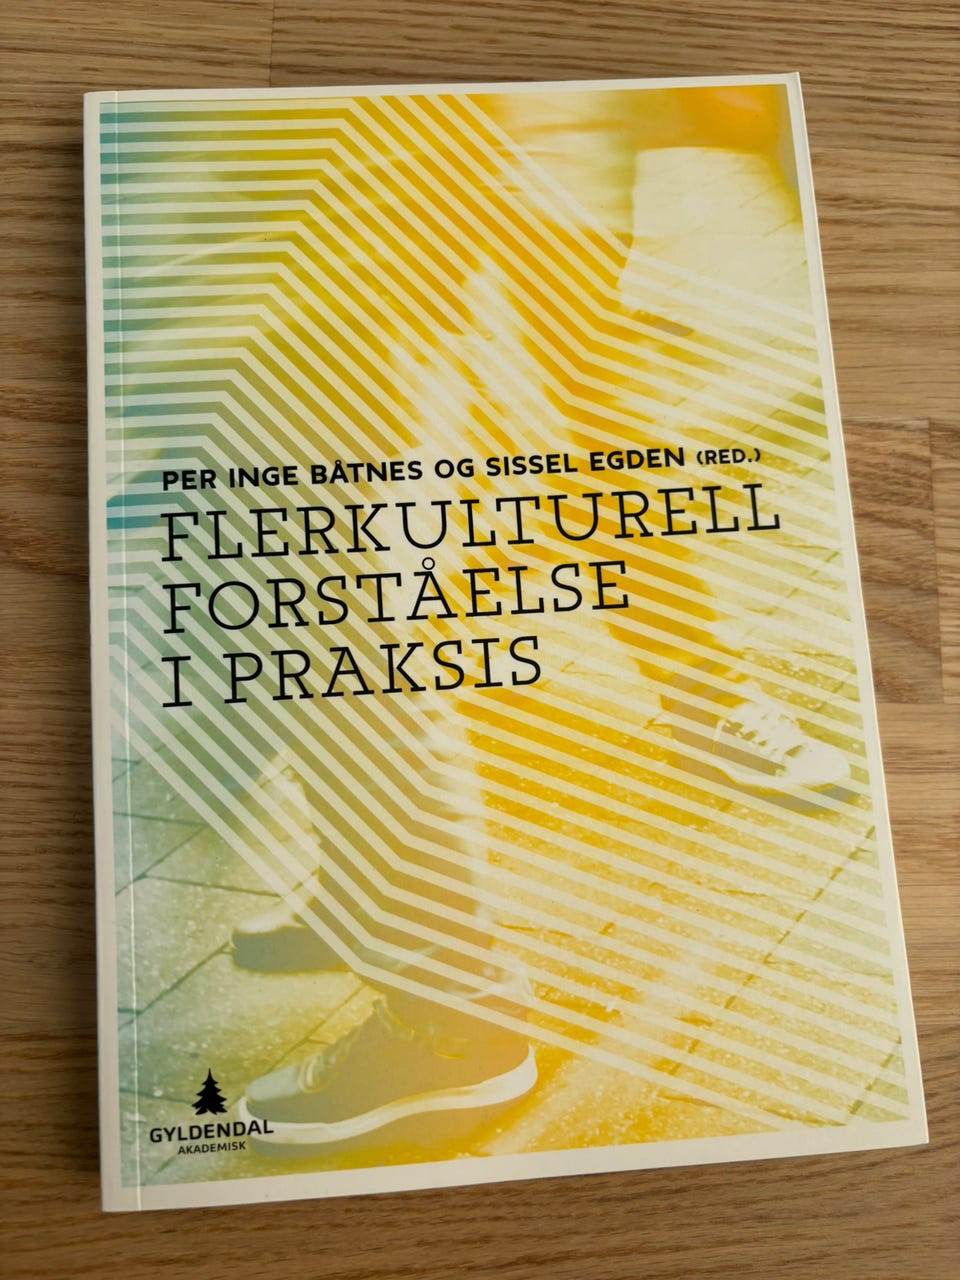 PER INGE BÅTNES OG SISSEL EGDEN (RED.)
FLERKULTURELL
FORSTÅELSE
I PRAKSIS
GYLDENDAL
AKADEMISK